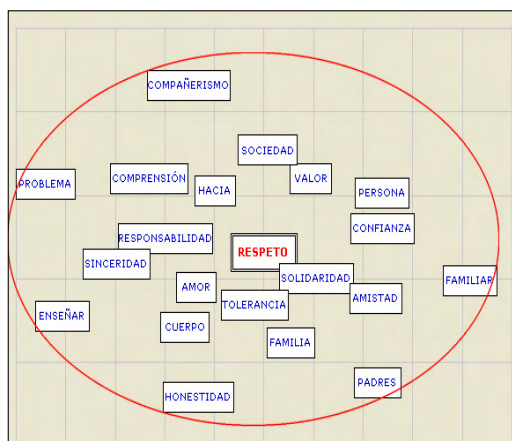 COMPAÑERISMO
SOCIEDAD
COMPRENSIÓN
VALOR
PROBLEMA
HACIA
PERSONA
CONFIANZA
RESPONSABILIDAD
RESPETO
SINCERIDAD
SOLIDARIDAD
FAMILIAR
AMOR
AMISTAD
TOLERANCIA
ENSEÑAR
CUERPO
FAMILIA
PADRES
HONESTIDAD